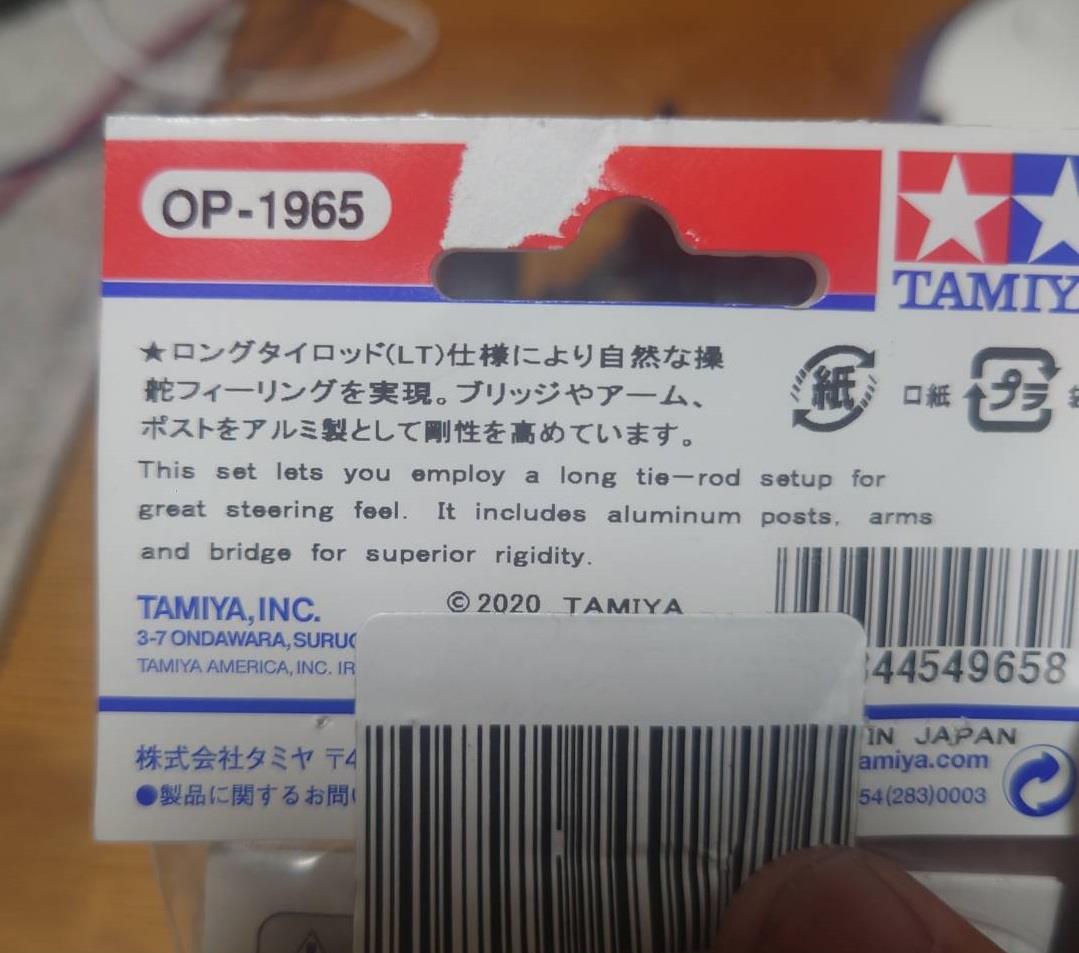 OP-1965
TAMIY
★ロングタイロッド(LT)仕様により自然な操
舵フィーリングを実現。ブリッジやアーム、
ポストをアルミ製として剛性を高めています。
紙
口紙
プラ
This set lets you employ a long tie-rod setup for
great steering feel. It includes aluminum posts, arms
and bridge for superior rigidity.
TAMIYA, INC.
© 2020 TAMIYA
3-7 ONDAWARA, SURUG
TAMIYA AMERICA, INC. IR
44549658
IN JAPAN
株式会社タミヤ 〒4
amiya.com
●製品に関するお問い
54(283)0003